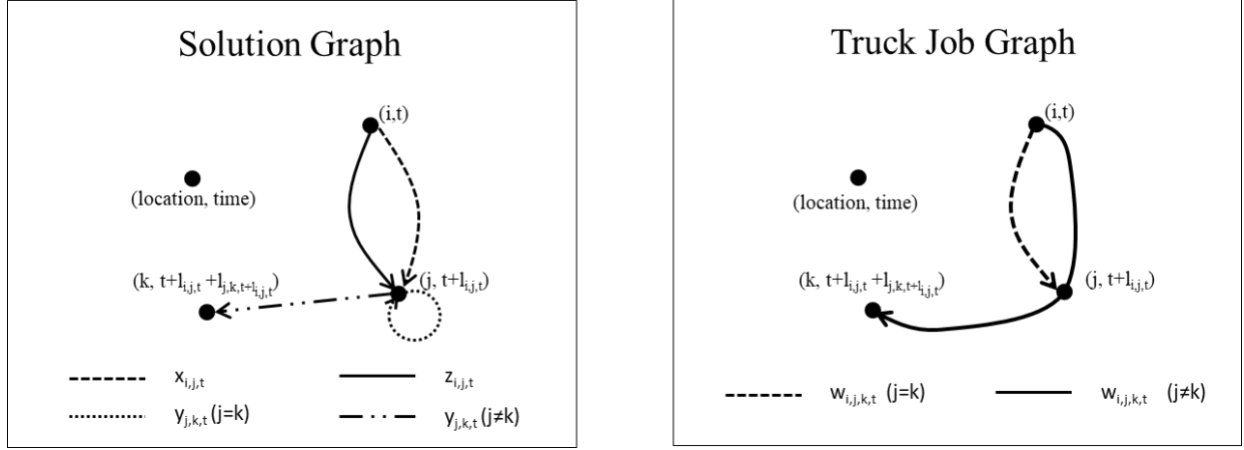 Solution Graph
(i,t)
(location, time)
(k, t+l_{i,j,t} +l_{j,k,t+l_{i,j,t}})
(j, t+l_{i,j,t})
x_{i,j,t}
z_{i,j,t}
y_{j,k,t} (j=k)
y_{j,k,t} (j≠k)
Truck Job Graph
(i,t)
(location, time)
(k, t+l_{i,j,t} +l_{j,k,t+l_{i,j,t}})
(j, t+l_{i,j,t})
w_{i,j,k,t} (j=k)
w_{i,j,k,t} (j≠k)